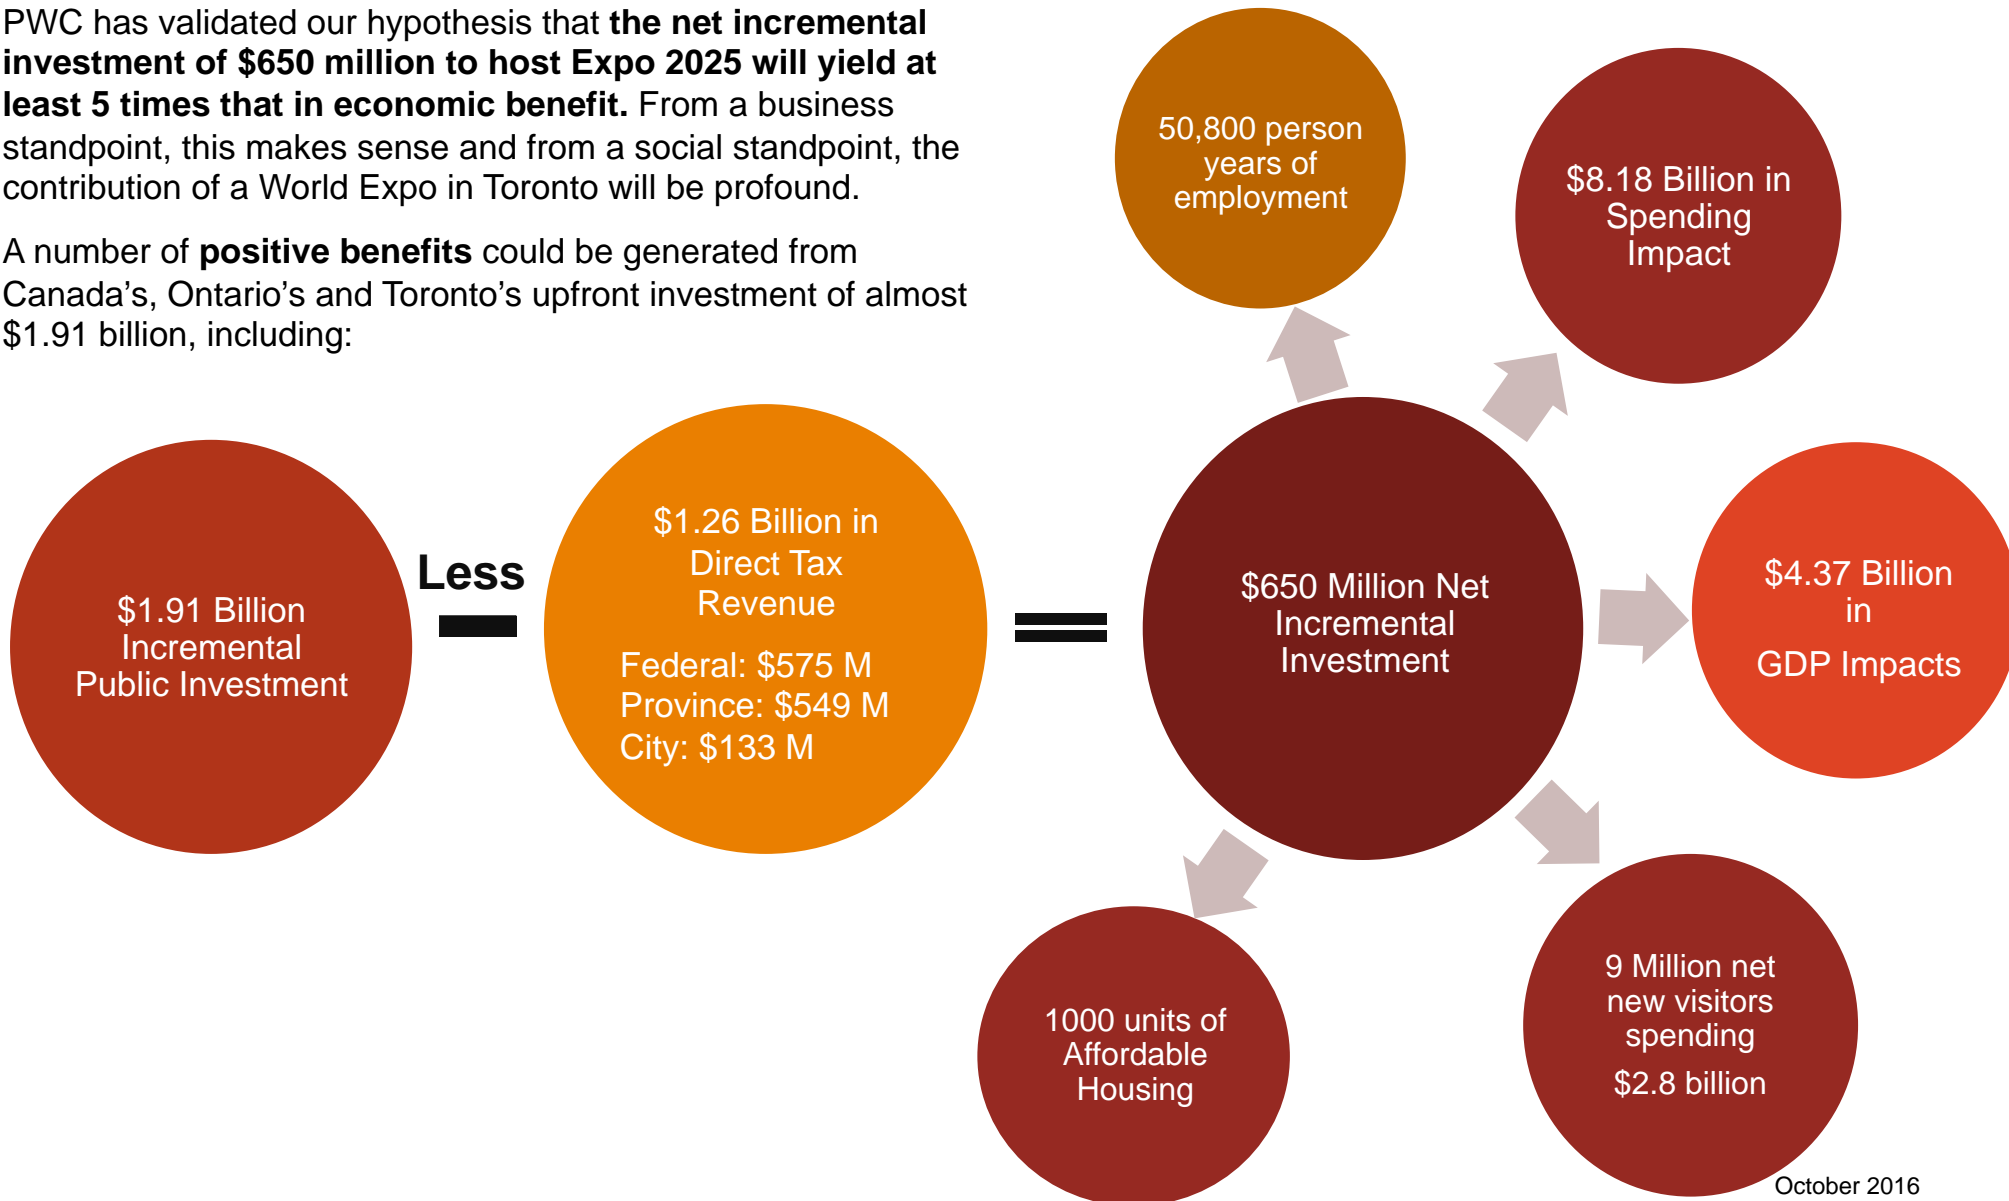 PWC has validated our hypothesis that the net incremental
investment of $650 million to host Expo 2025 will yield at
least 5 times that in economic benefit. From a business
standpoint, this makes sense and from a social standpoint, the
contribution of a World Expo in Toronto will be profound.
A number of positive benefits could be generated from
Canada’s, Ontario’s and Toronto’s upfront investment of almost
$1.91 billion, including:
$1.91 Billion
Incremental
Public Investment
Less
$1.26 Billion in
Direct Tax
Revenue
Federal: $575 M
Province: $549 M
City: $133 M
$650 Million Net
Incremental
Investment
50,800 person
years of
employment
$8.18 Billion in
Spending
Impact
$4.37 Billion
in
GDP Impacts
9 Million net
new visitors
spending
$2.8 billion
1000 units of
Affordable
Housing
October 2016